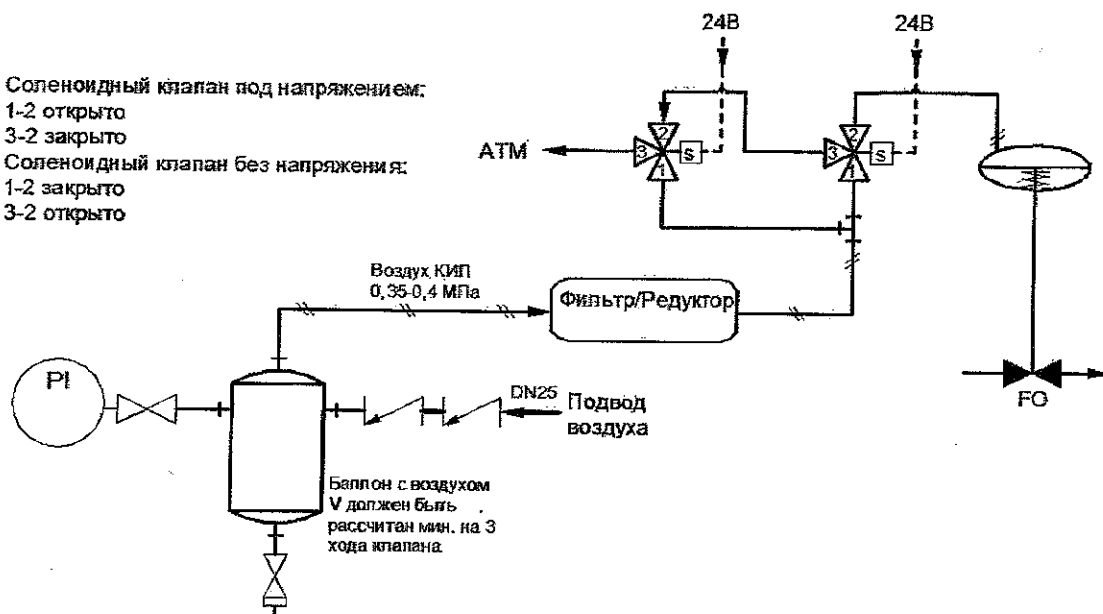 24В
24В
Соленоидный клапан под напряжением:
1-2 открыто
3-2 закрыто
Соленоидный клапан без напряжения:
1-2 закрыто
3-2 открыто
АТМ
2
3
1
S
2
3
1
S
Воздух КИП
0,35-0,4 МПа
Фильтр/Редуктор
PI
DN25
Подвод
воздуха
FO
Баллон с воздухом
V должен быть
рассчитан мин. на 3
хода клапана